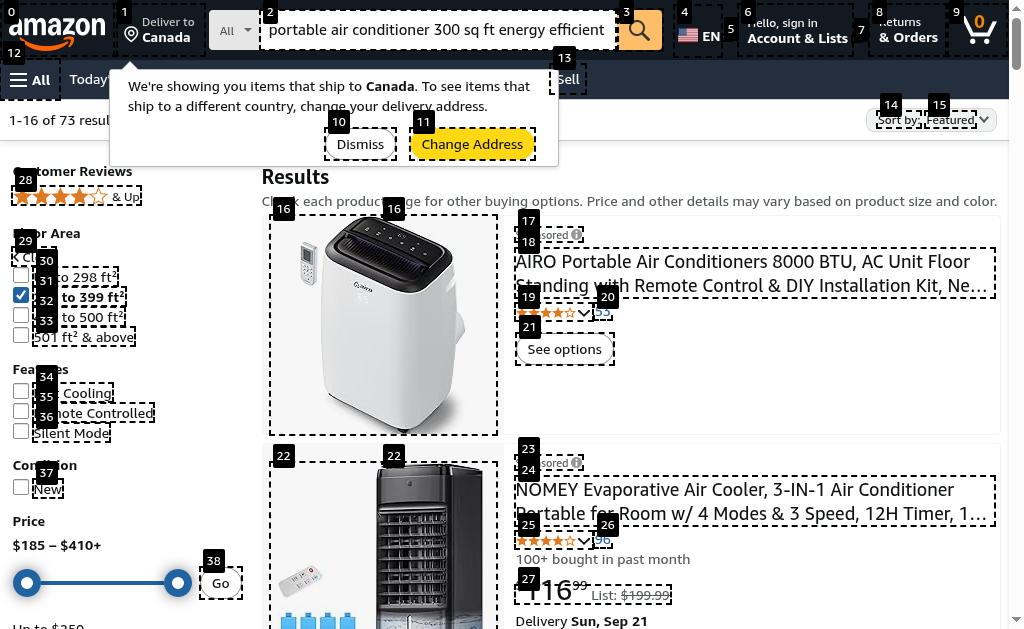 0
1
2
3
4
5
6
7
8
9
amazon
Deliver to
Canada
All
portable air conditioner 300 sq ft energy efficient
EN
Hello, sign in
Account & Lists
Returns
& Orders
0
12
13
All
Today'
Sell
We're showing you items that ship to Canada. To see items that
ship to a different country, change your delivery address.
10
11
Dismiss
Change Address
14
15
1-16 of 73
Sort by: Featured
28
Customer Reviews
& Up
Results
Check each product page for other buying options. Price and other details may vary based on product size and color.
29
Floor Area
30
to 298 ft²
31
to 399 ft²
32
to 500 ft²
33
501 ft² & above
34
Features
Fast Cooling
35
Remote Controlled
36
Silent Mode
37
Condition
New
Price
$185 – $410+
38
Go
Up to $250
16
16
17
Sponsored
18
AIRO Portable Air Conditioners 8000 BTU, AC Unit Floor
Standing with Remote Control & DIY Installation Kit, Ne...
19
20
53
21
See options
22
22
23
Sponsored
24
NOMEY Evaporative Air Cooler, 3-IN-1 Air Conditioner
Portable for Room w/ 4 Modes & 3 Speed, 12H Timer, 1...
25
26
96
100+ bought in past month
27
116 99 List: $199.99
Delivery Sun, Sep 21